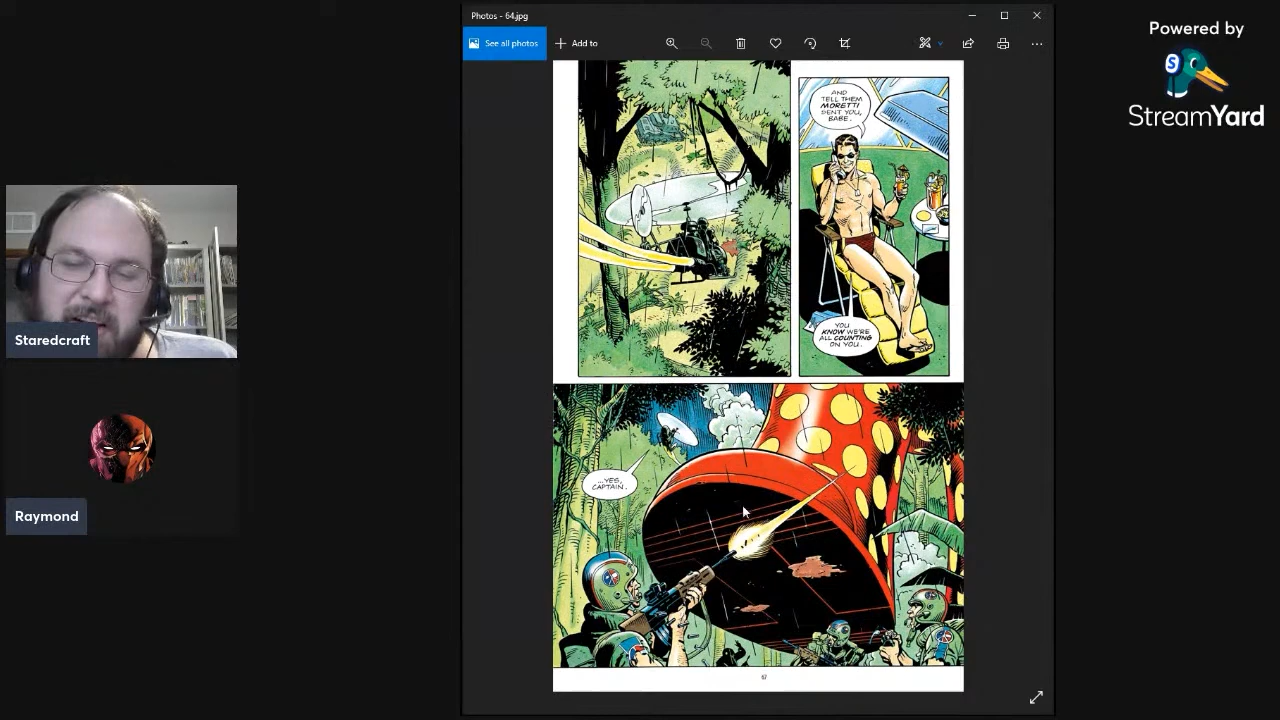 Photos - 64.jpg
See all photos
Add to
Powered by
S
StreamYard
AND
TELL THEM
MORETTI
SENT YOU,
BABE.
YOU
KNOW WE'RE
ALL COUNTING
ON YOU.
...YES,
CAPTAIN.
Staredcraft
Raymond
67